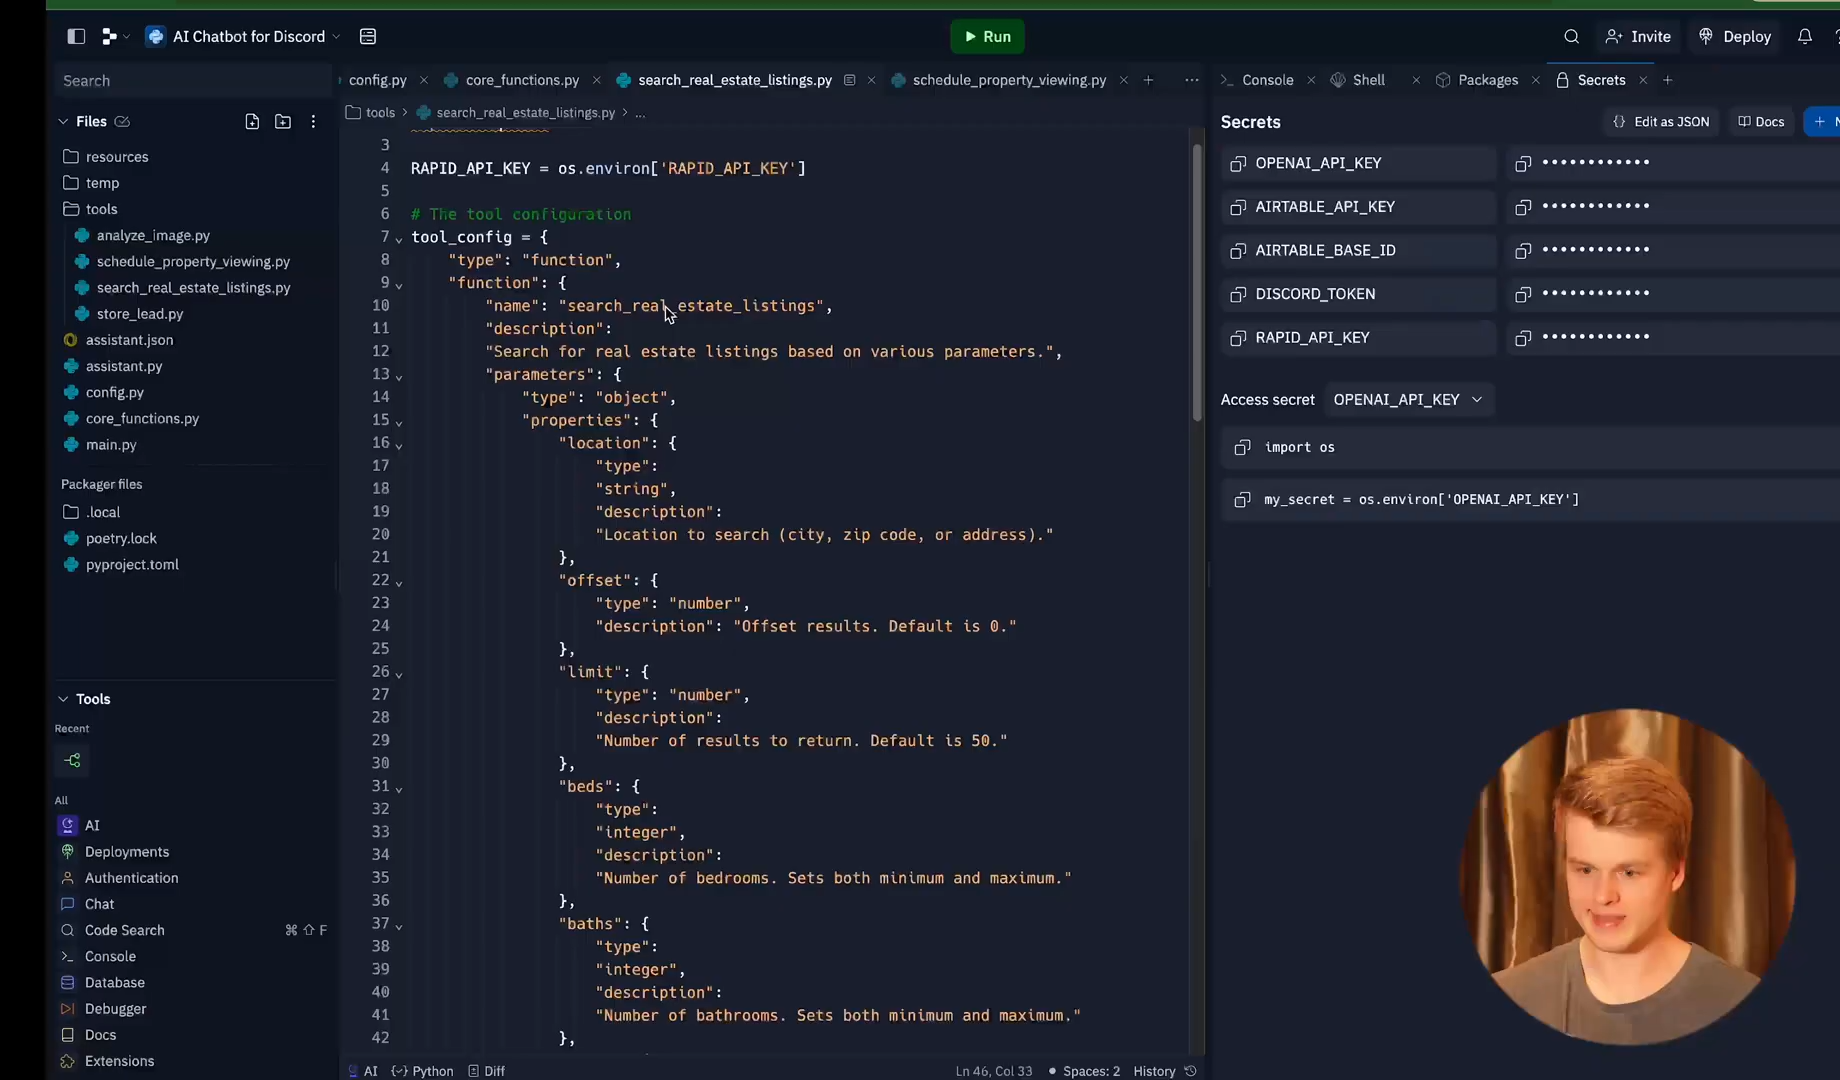 AI Chatbot for Discord
Run
Invite
Deploy
Search
config.py
core_functions.py
search_real_estate_listings.py
schedule_property_viewing.py
Console
Shell
Packages
Secrets
Files
resources
temp
tools
analyze_image.py
schedule_property_viewing.py
search_real_estate_listings.py
store_lead.py
assistant.json
assistant.py
config.py
core_functions.py
main.py
Packager files
.local
poetry.lock
pyproject.toml
Tools
Recent
All
AI
Deployments
Authentication
Chat
Code Search ⌘ ⇧ F
Console
Database
Debugger
Docs
Extensions
tools > search_real_estate_listings.py > ...
3
4 RAPID_API_KEY = os.environ['RAPID_API_KEY']
5
6 # The tool configuration
7 tool_config = {
8 "type": "function",
9 "function": {
10 "name": "search_real_estate_listings",
11 "description":
12 "Search for real estate listings based on various parameters.",
13 "parameters": {
14 "type": "object",
15 "properties": {
16 "location": {
17 "type":
18 "string",
19 "description":
20 "Location to search (city, zip code, or address)."
21 },
22 "offset": {
23 "type": "number",
24 "description": "Offset results. Default is 0."
25 },
26 "limit": {
27 "type": "number",
28 "description":
29 "Number of results to return. Default is 50."
30 },
31 "beds": {
32 "type":
33 "integer",
34 "description":
35 "Number of bedrooms. Sets both minimum and maximum."
36 },
37 "baths": {
38 "type":
39 "integer",
40 "description":
41 "Number of bathrooms. Sets both minimum and maximum."
42 },
AI
Python
Diff
Ln 46, Col 33
Spaces: 2
History
Secrets
{} Edit as JSON
Docs
+ N
OPENAI_API_KEY ••••••••••••
AIRTABLE_API_KEY ••••••••••••
AIRTABLE_BASE_ID ••••••••••••
DISCORD_TOKEN ••••••••••••
RAPID_API_KEY ••••••••••••
Access secret OPENAI_API_KEY
import os
my_secret = os.environ['OPENAI_API_KEY']